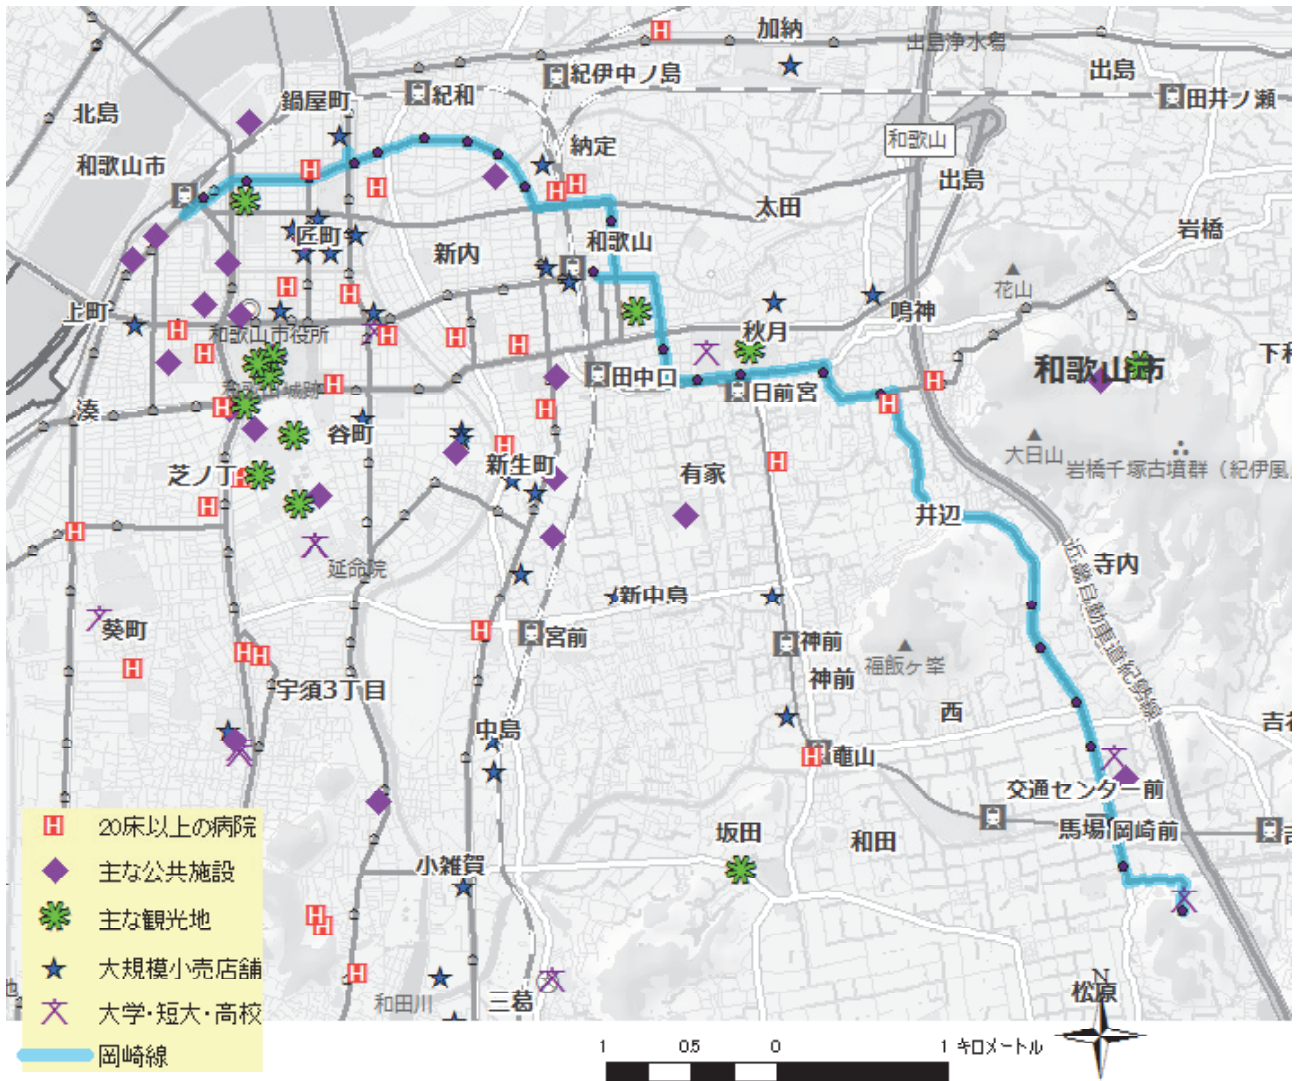 加納
出島浄水場
紀伊中ノ島
出島
北島
鍋屋町
紀和
田井ノ瀬
和歌山
納定
和歌山市
出島
太田
岩橋
匠町
新内
和歌山
花山
上町
鳴神
和歌山市役所
秋月
和歌山市
田中口
日前宮
湊
谷町
大日山
新生町
有家
岩橋千塚古墳群（紀伊風
芝ノ丁
井辺
近畿自動車道紀勢線
寺内
延命院
新中島
葵町
宮前
神前
福飯ヶ峯
神前
宇須3丁目
西
中島
竈山
交通センター前
坂田
和田
馬場
岡崎前
小雑賀
和田川
三葛
松原
N
20床以上の病院
主な公共施設
主な観光地
大規模小売店舗
大学・短大・高校
岡崎線
1 0.5 0 1 キロメートル